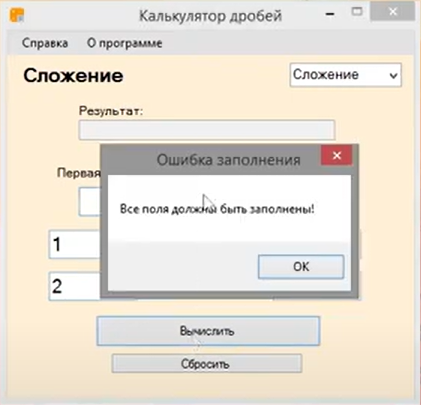 Калькулятор дробей
Справка О программе
Сложение
Сложение
Результат:
Первая
Ошибка заполнения
Все поля должны быть заполнены!
OK
1
2
Вычислить
Сбросить